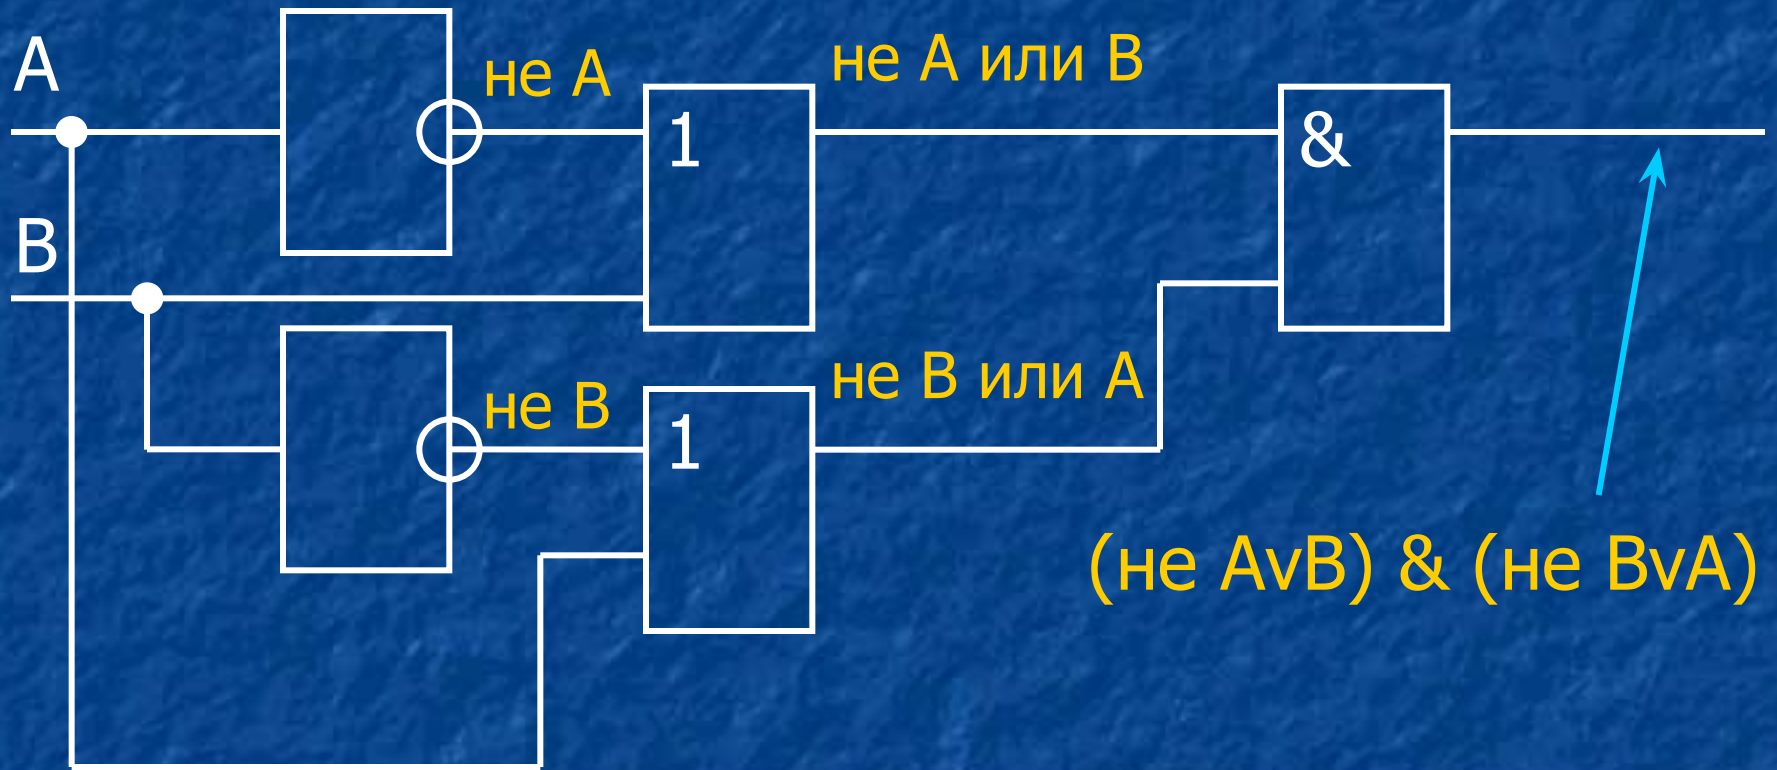 A
не A
не A или B
1
&
B
не B
не B или A
1
(не AvB) & (не BvA)